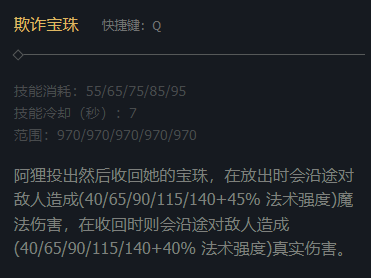 欺诈宝珠 快捷键：Q
技能消耗：55/65/75/85/95
技能冷却（秒）：7
范围：970/970/970/970/970
阿狸投出然后收回她的宝珠，在放出时会沿途对
敌人造成(40/65/90/115/140+45% 法术强度)魔
法伤害，在收回时则会沿途对敌人造成
(40/65/90/115/140+40% 法术强度)真实伤害。